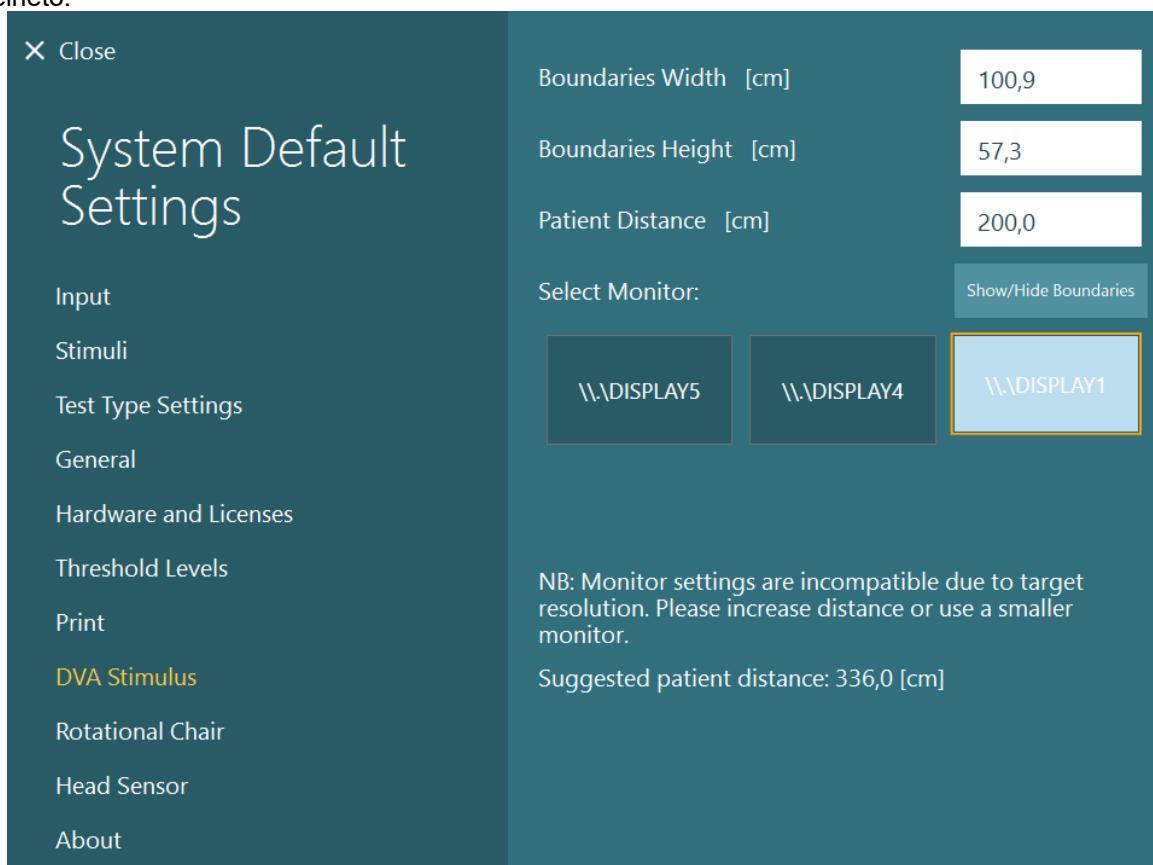 Close
System Default
Settings
Input
Stimuli
Test Type Settings
General
Hardware and Licenses
Threshold Levels
Print
DVA Stimulus
Rotational Chair
Head Sensor
About
Boundaries Width [cm] 100,9
Boundaries Height [cm] 57,3
Patient Distance [cm] 200,0
Select Monitor: Show/Hide Boundaries
\\.\DISPLAY5 \\.\DISPLAY4 \\.\DISPLAY1
NB: Monitor settings are incompatible due to target
resolution. Please increase distance or use a smaller
monitor.
Suggested patient distance: 336,0 [cm]